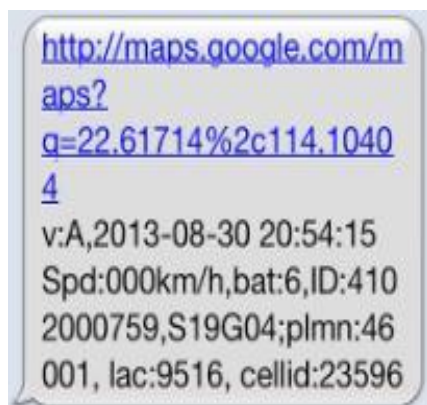 http://maps.google.com/m
aps?
q=22.61714%2c114.1040
4
v:A,2013-08-30 20:54:15
Spd:000km/h,bat:6,ID:410
2000759,S19G04;plmn:46
001, lac:9516, cellid:23596